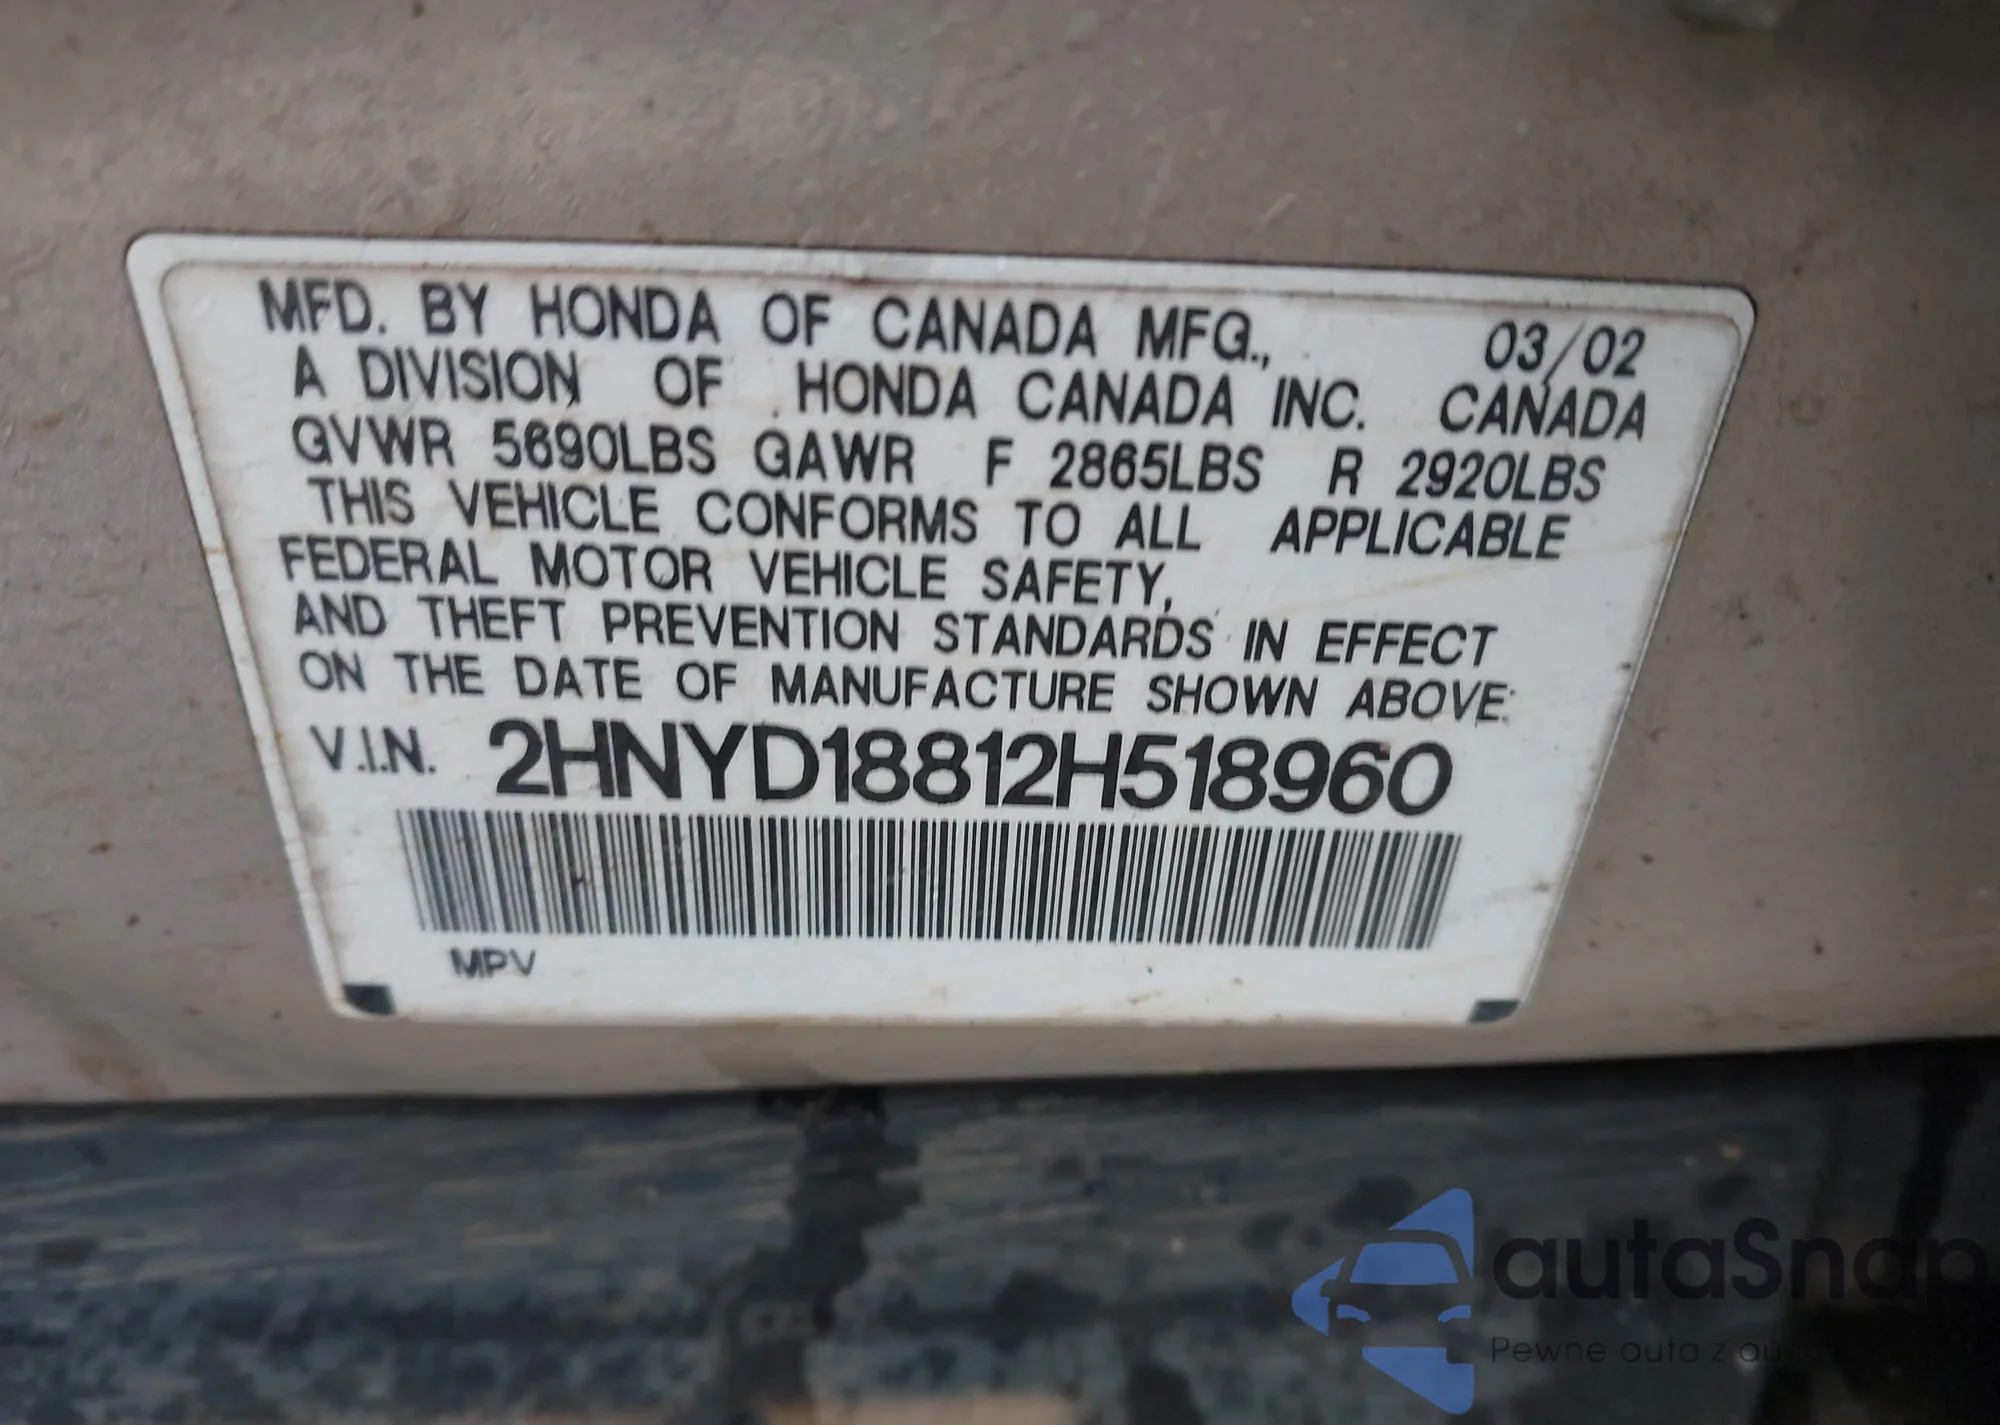 MFD. BY HONDA OF CANADA MFG., 03/02
A DIVISION OF HONDA CANADA INC. CANADA
GVWR 5690LBS GAWR F 2865LBS R 2920LBS
THIS VEHICLE CONFORMS TO ALL APPLICABLE
FEDERAL MOTOR VEHICLE SAFETY,
AND THEFT PREVENTION STANDARDS IN EFFECT
ON THE DATE OF MANUFACTURE SHOWN ABOVE:
V.I.N. 2HNYD18812H518960
MPV
autaSnap
Pewne auto z